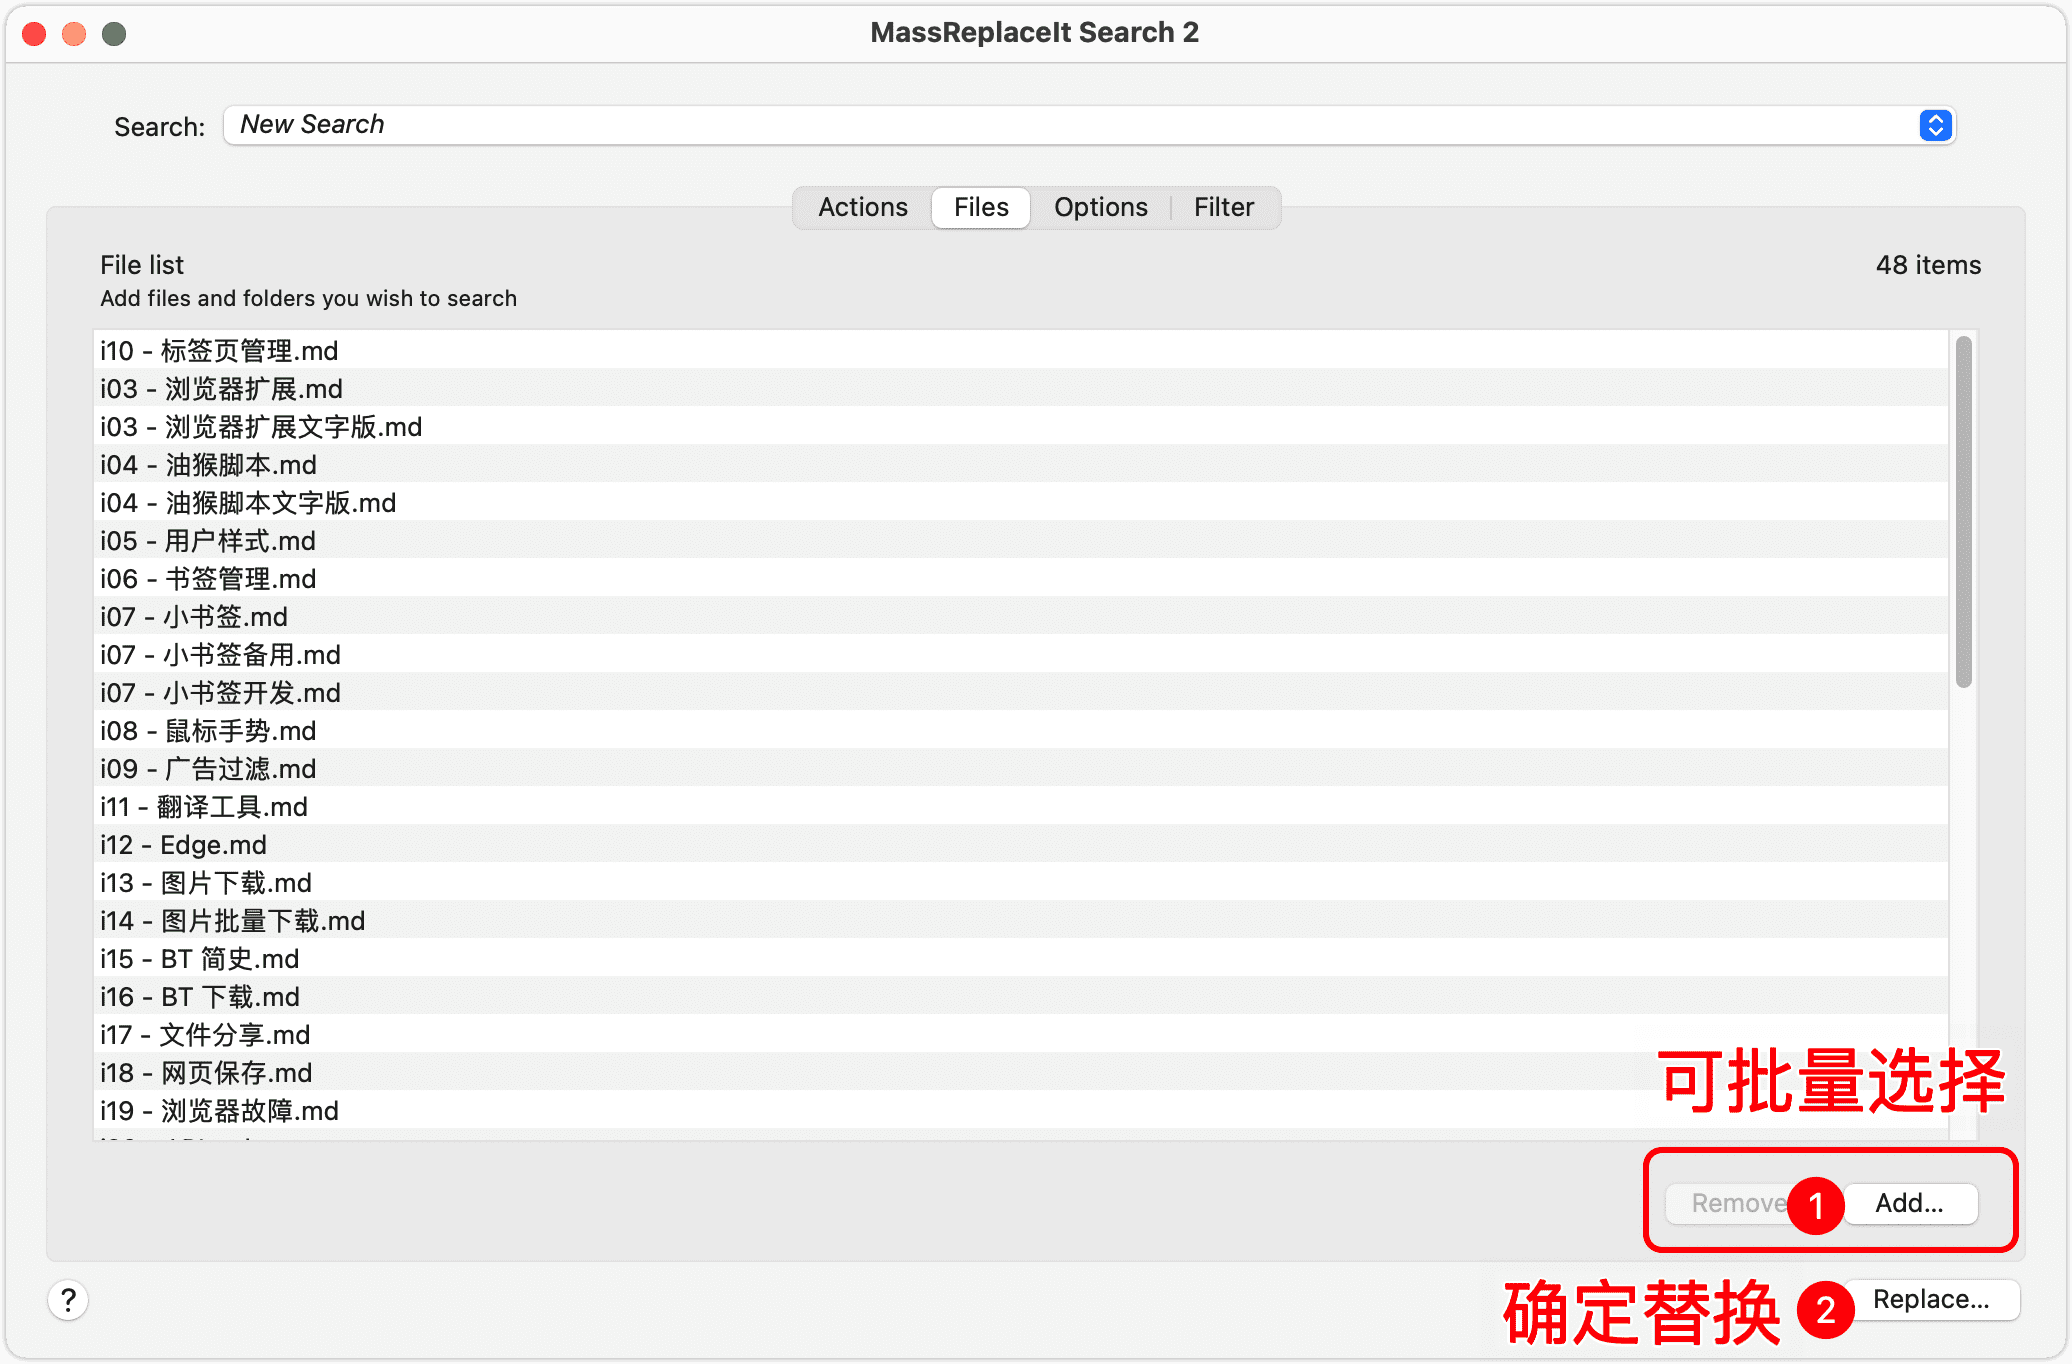 MassReplaceIt Search 2
Search: New Search
Actions Files Options Filter
File list 48 items
Add files and folders you wish to search
i10 - 标签页管理.md
i03 - 浏览器扩展.md
i03 - 浏览器扩展文字版.md
i04 - 油猴脚本.md
i04 - 油猴脚本文字版.md
i05 - 用户样式.md
i06 - 书签管理.md
i07 - 小书签.md
i07 - 小书签备用.md
i07 - 小书签开发.md
i08 - 鼠标手势.md
i09 - 广告过滤.md
i11 - 翻译工具.md
i12 - Edge.md
i13 - 图片下载.md
i14 - 图片批量下载.md
i15 - BT 简史.md
i16 - BT 下载.md
i17 - 文件分享.md
i18 - 网页保存.md
i19 - 浏览器故障.md
可批量选择
Remove 1 Add...
? 确定替换 2 Replace...